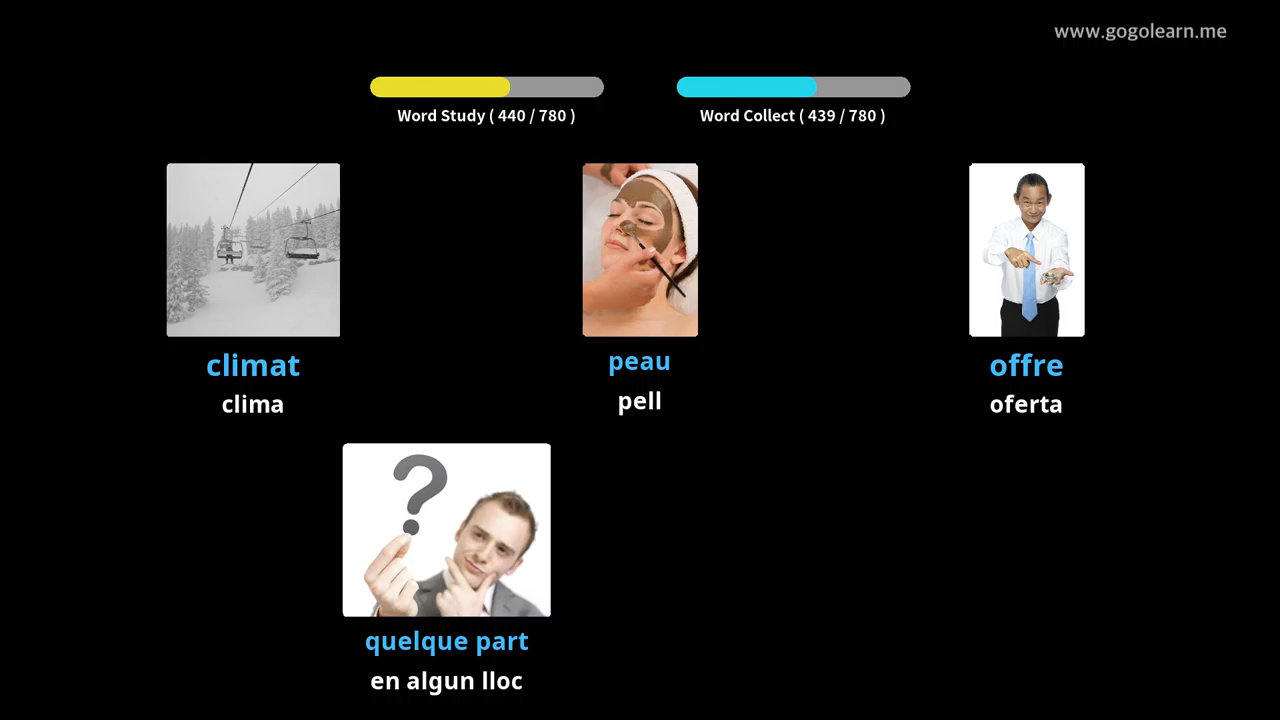 www.gogolearn.me
Word Study ( 440 / 780 )
Word Collect ( 439 / 780 )
climat
clima
peau
pell
offre
oferta
?
quelque part
en algun lloc